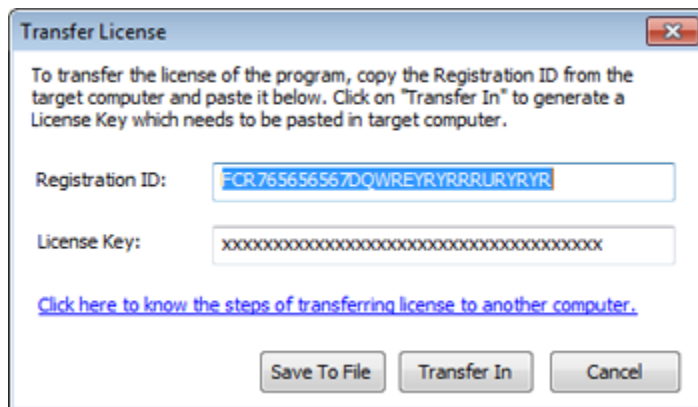 Transfer License
To transfer the license of the program, copy the Registration ID from the
target computer and paste it below. Click on "Transfer In" to generate a
License Key which needs to be pasted in target computer.
Registration ID: FCR765656567DQWREYRYRRRURYRYR
License Key: xxxxxxxxxxxxxxxxxxxxxxxxxxxxxxxxxxxxx
Click here to know the steps of transferring license to another computer.
Save To File Transfer In Cancel